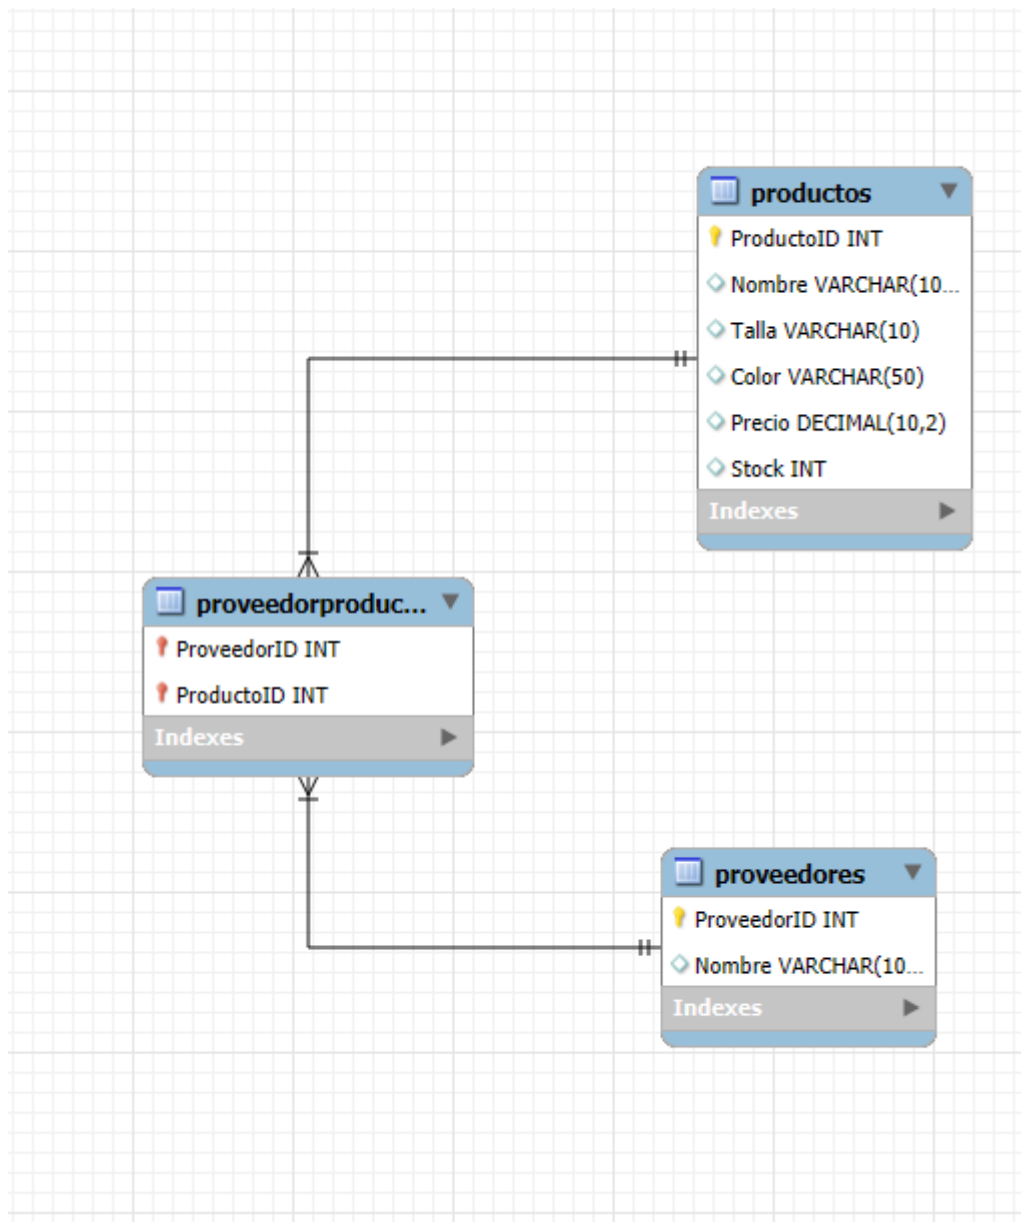 productos
ProductoID INT
Nombre VARCHAR(10...
Talla VARCHAR(10)
Color VARCHAR(50)
Precio DECIMAL(10,2)
Stock INT
Indexes
proveedorproduc...
ProveedorID INT
ProductoID INT
Indexes
proveedores
ProveedorID INT
Nombre VARCHAR(10...
Indexes